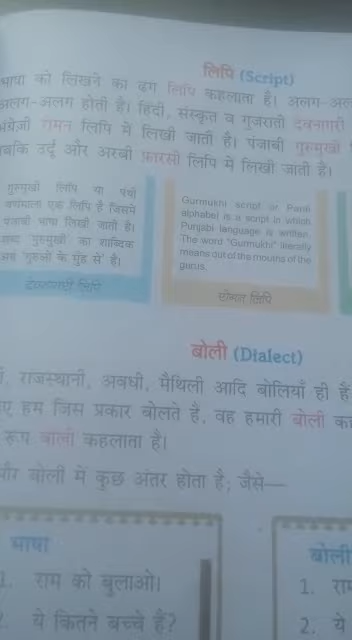 लिपि (Script)
भाषा को लिखने का ढंग लिपि कहलाता है। अलग-अल
अलग-अलग होती है। हिंदी, संस्कृत व गुजराती देवनागरी
अंग्रेज़ी रोमन लिपि में लिखी जाती है। पंजाबी गुरुमुखी
बकि उर्दू और अरबी फ़ारसी लिपि में लिखी जाती है।
गुरुमुखी लिपि या पंजाबी
वर्णमाला एक लिपि है जिसमें
पंजाबी भाषा लिखी जाती है।
शब्द 'गुरुमुखी' का शाब्दिक
अर्थ 'गुरुओं के मुंह से' है।
देवनागरी लिपि
Gurmukhi script or Panti
alphabet is a script in which
Punjabi language is written.
The word "Gurmukhi" literally
means out of the mouths of the
gurus.
रोमन लिपि
बोली (Dialect)
राजस्थानी, अवधी, मैथिली आदि बोलियाँ ही हैं
ए हम जिस प्रकार बोलते हैं, वह हमारी बोली कह
रूप बोली कहलाता है।
और बोली में कुछ अंतर होता है; जैसे—
भाषा
1. राम को बुलाओ।
2. ये कितने बच्चे हैं?
बोली
1. राम
2. ये